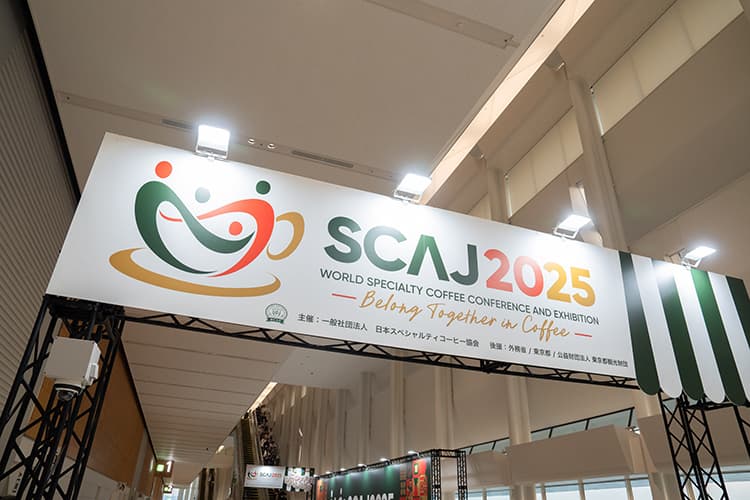 SCAJ2025
WORLD SPECIALTY COFFEE CONFERENCE AND EXHIBITION
Belong Together in Coffee
主催：一般社団法人 日本スペシャルティコーヒー協会 後援：外務省 / 東京都 / 公益財団法人 東京都観光財団
SCAJ2025